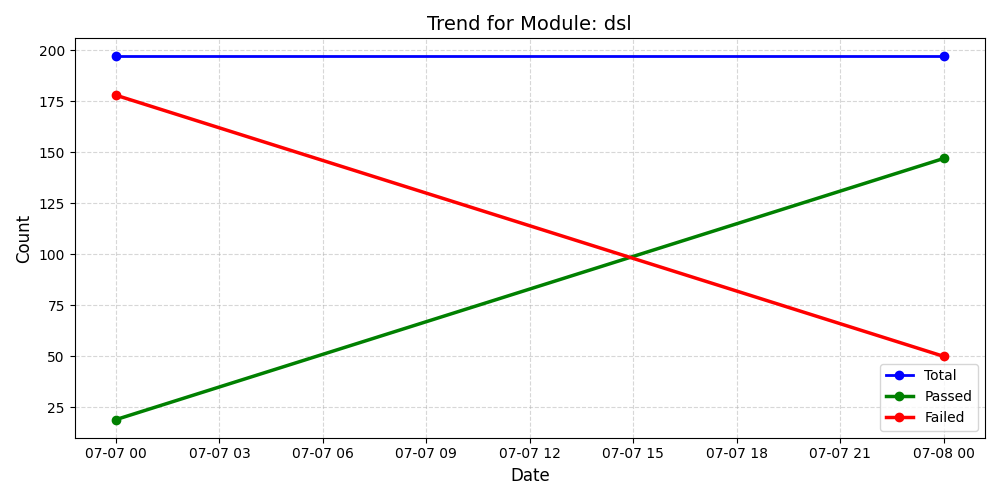 Trend for Module: dsl
200
175
150
125
100
75
50
25
Count
07-07 00
07-07 03
07-07 06
07-07 09
07-07 12
07-07 15
07-07 18
07-07 21
07-08 00
Date
Total
Passed
Failed